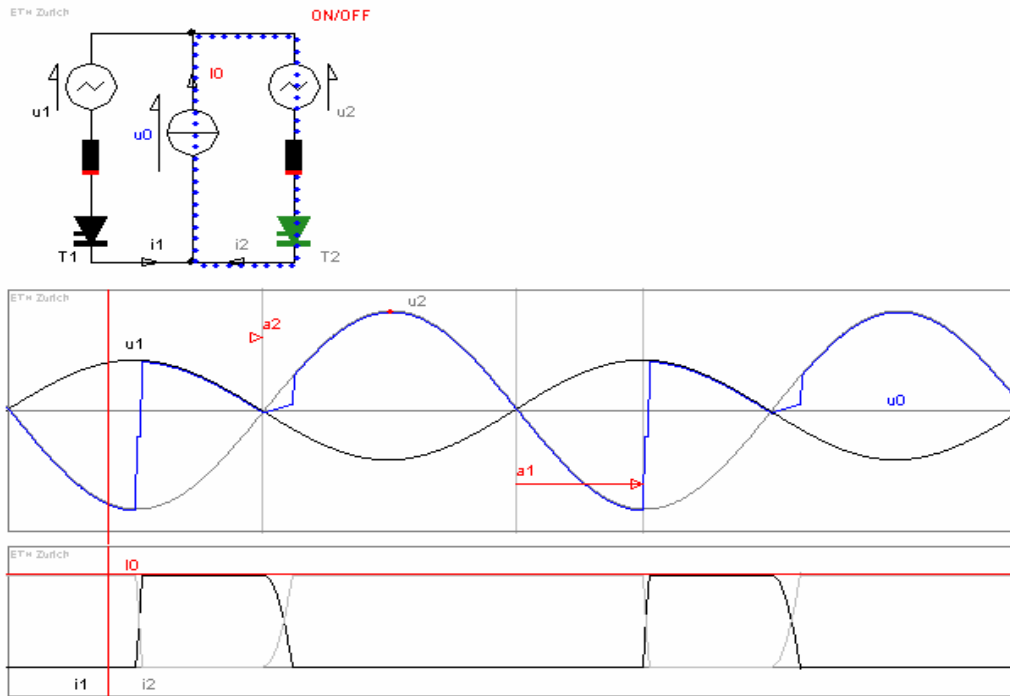 ETH Zurich
ON/OFF
I0
u1
u0
u2
T1
i1
i2
T2
ETH Zurich
u2
a2
u1
u0
a1
ETH Zurich
I0
i1
i2